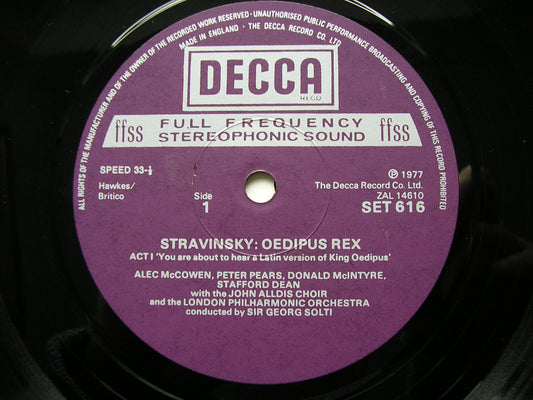 ALL RIGHTS OF THE MANUFACTURER AND OF THE OWNER OF THE RECORDED WORK RESERVED · UNAUTHORISED PUBLIC PERFORMANCE BROADCASTING AND COPYING OF THIS RECORD PROHIBITED
MADE IN ENGLAND · THE DECCA RECORD CO. LTD.
DECCA
REGD
ffss FULL FREQUENCY ffss
STEREOPHONIC SOUND
SPEED 33-⅓
Ⓟ 1977
Hawkes/
Britico
Side
1
The Decca Record Co. Ltd.
ZAL 14610
SET 616
STRAVINSKY: OEDIPUS REX
ACT I 'You are about to hear a Latin version of King Oedipus'
ALEC McCOWEN, PETER PEARS, DONALD McINTYRE,
STAFFORD DEAN
with the JOHN ALLDIS CHOIR
and the LONDON PHILHARMONIC ORCHESTRA
conducted by SIR GEORG SOLTI